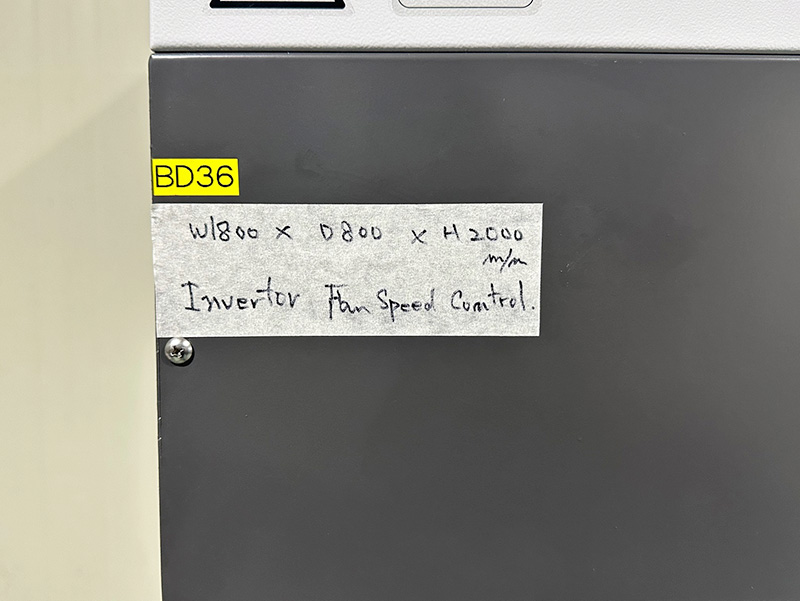 BD36
W1800 x D800 x H2000
m/m
Invertor Fan Speed Control.